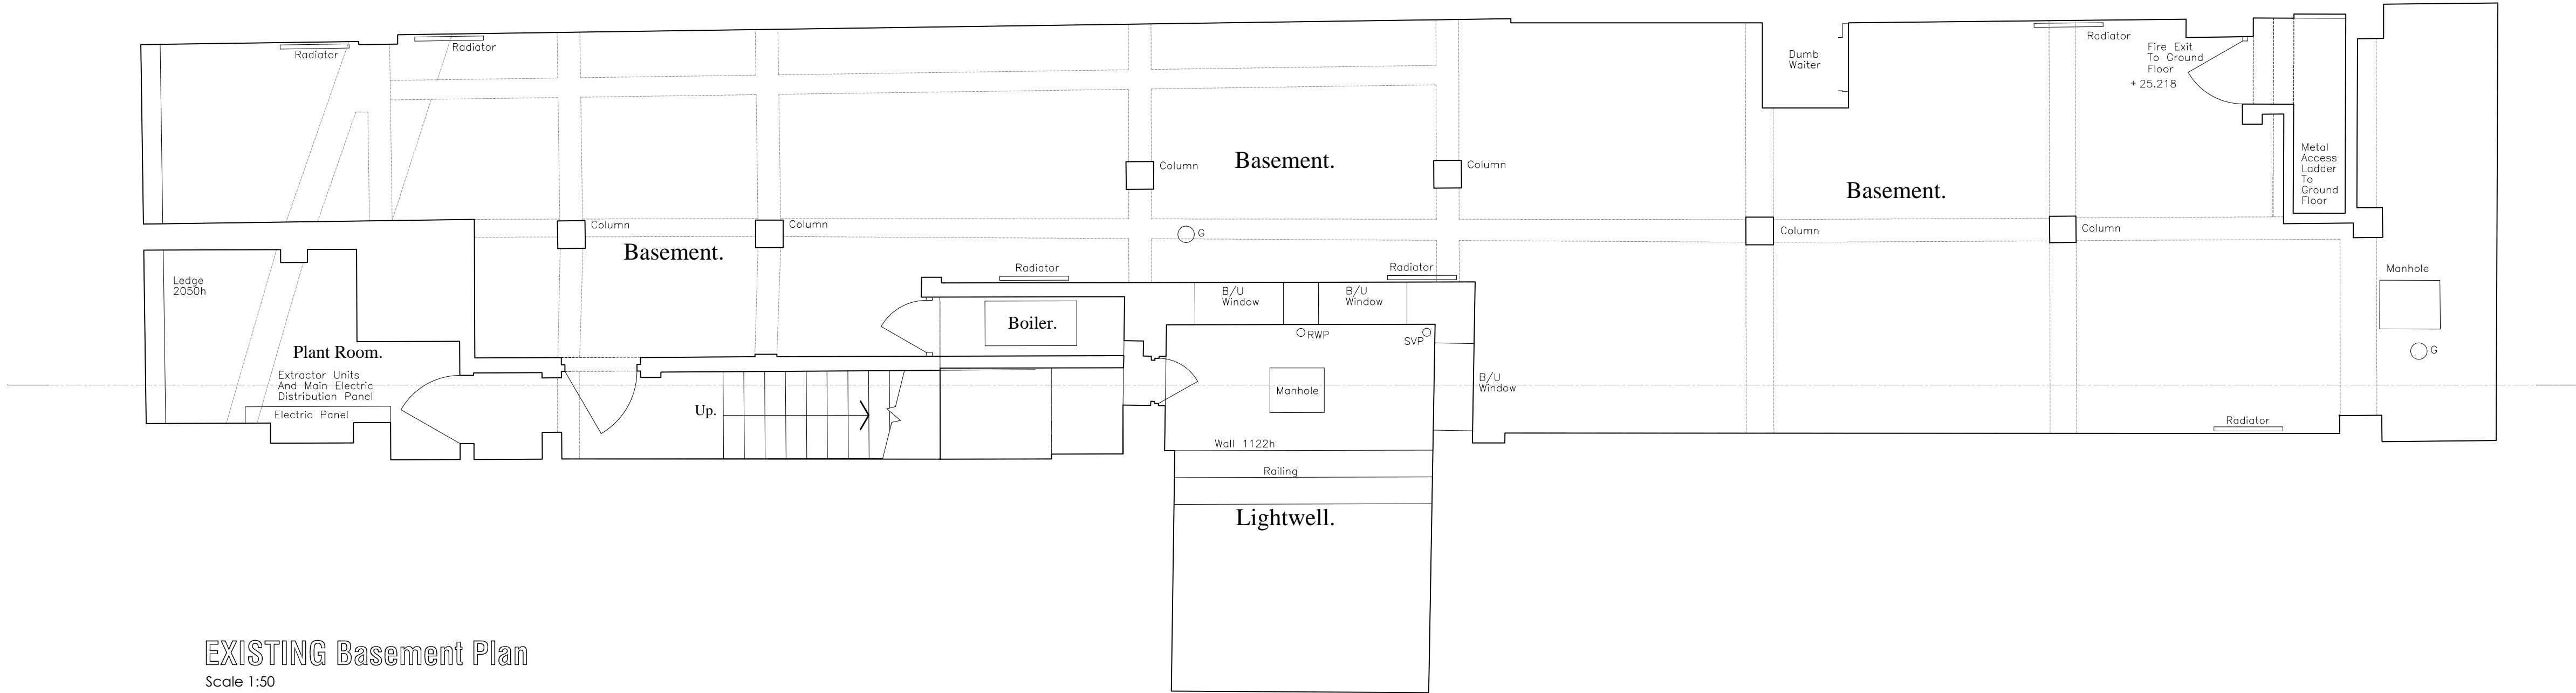 Radiator
Radiator
Dumb
Waiter
Radiator
Fire Exit
To Ground
Floor
+ 25.218
Column
Basement.
Column
Basement.
Metal
Access
Ladder
To
Ground
Floor
Column
Basement.
Column
G
Column
Column
Ledge
2050h
Radiator
Radiator
Manhole
B/U
Window
B/U
Window
Boiler.
RWP
SVP
G
Plant Room.
Extractor Units
And Main Electric
Distribution Panel
Electric Panel
Up.
Manhole
B/U
Window
Radiator
Wall 1122h
Railing
Lightwell.
EXISTING Basement Plan
Scale 1:50